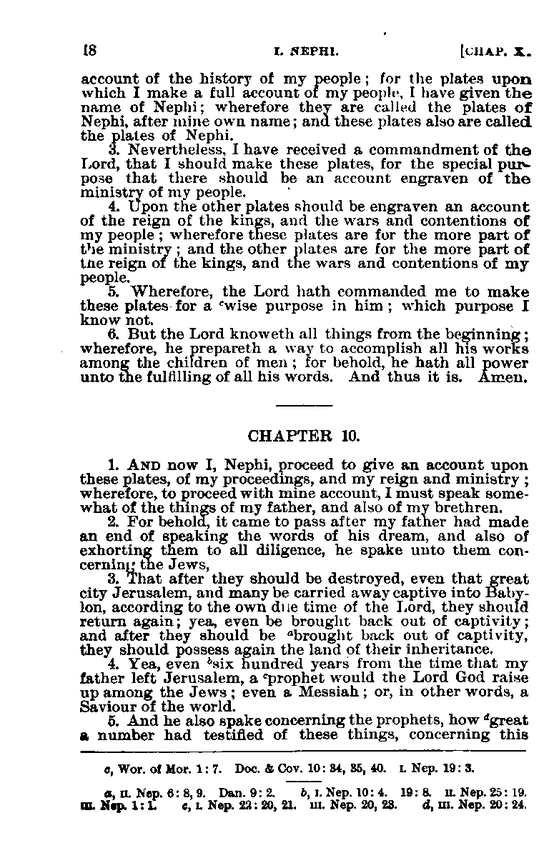 18 I. NEPHI. [CHAP. X.
account of the history of my people; for the plates upon
which I make a full account of my people, I have given the
name of Nephi; wherefore they are called the plates of
Nephi, after mine own name; and these plates also are called
the plates of Nephi.
3. Nevertheless, I have received a commandment of the
Lord, that I should make these plates, for the special pur-
pose that there should be an account engraven of the
ministry of my people.
4. Upon the other plates should be engraven an account
of the reign of the kings, and the wars and contentions of
my people; wherefore these plates are for the more part of
the ministry; and the other plates are for the more part of
the reign of the kings, and the wars and contentions of my
people.
5. Wherefore, the Lord hath commanded me to make
these plates for a cwise purpose in him; which purpose I
know not.
6. But the Lord knoweth all things from the beginning;
wherefore, he prepareth a way to accomplish all his works
among the children of men; for behold, he hath all power
unto the fulfilling of all his words. And thus it is. Amen.
CHAPTER 10.
1. AND now I, Nephi, proceed to give an account upon
these plates, of my proceedings, and my reign and ministry;
wherefore, to proceed with mine account, I must speak some-
what of the things of my father, and also of my brethren.
2. For behold, it came to pass after my father had made
an end of speaking the words of his dream, and also of
exhorting them to all diligence, he spake unto them con-
cerning the Jews,
3. That after they should be destroyed, even that great
city Jerusalem, and many be carried away captive into Baby-
lon, according to the own due time of the Lord, they should
return again; yea, even be brought back out of captivity;
and after they should be abrought back out of captivity,
they should possess again the land of their inheritance.
4. Yea, even bsix hundred years from the time that my
father left Jerusalem, a cprophet would the Lord God raise
up among the Jews; even a Messiah; or, in other words, a
Saviour of the world.
5. And he also spake concerning the prophets, how dgreat
a number had testified of these things, concerning this
c, Wor. of Mor. 1:7. Doc. & Cov. 10: 34, 35, 40. I. Nep. 19: 3.
a, II. Nep. 6: 8, 9. Dan. 9: 2. b, I. Nep. 10: 4. 19: 8. II. Nep. 25: 19.
III. Nep. 1: 1. c, I. Nep. 22: 20, 21. III. Nep. 20, 23. d, III. Nep. 20: 24.